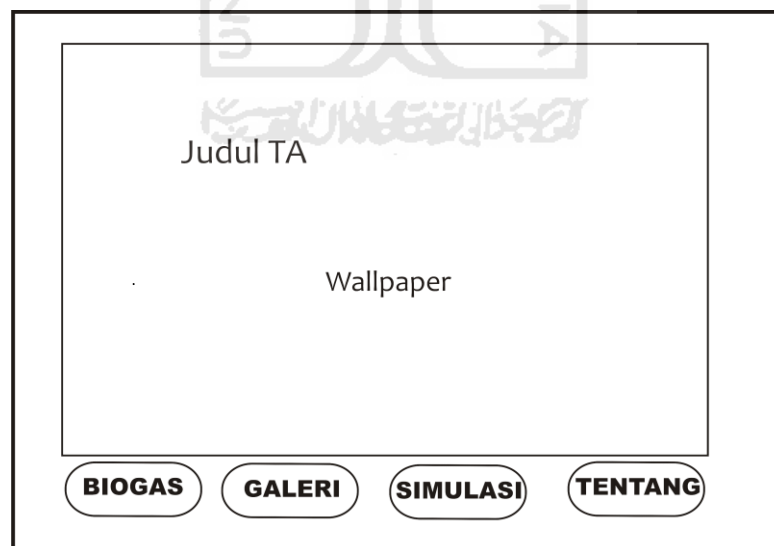 Judul TA
Wallpaper
BIOGAS
GALERI
SIMULASI
TENTANG